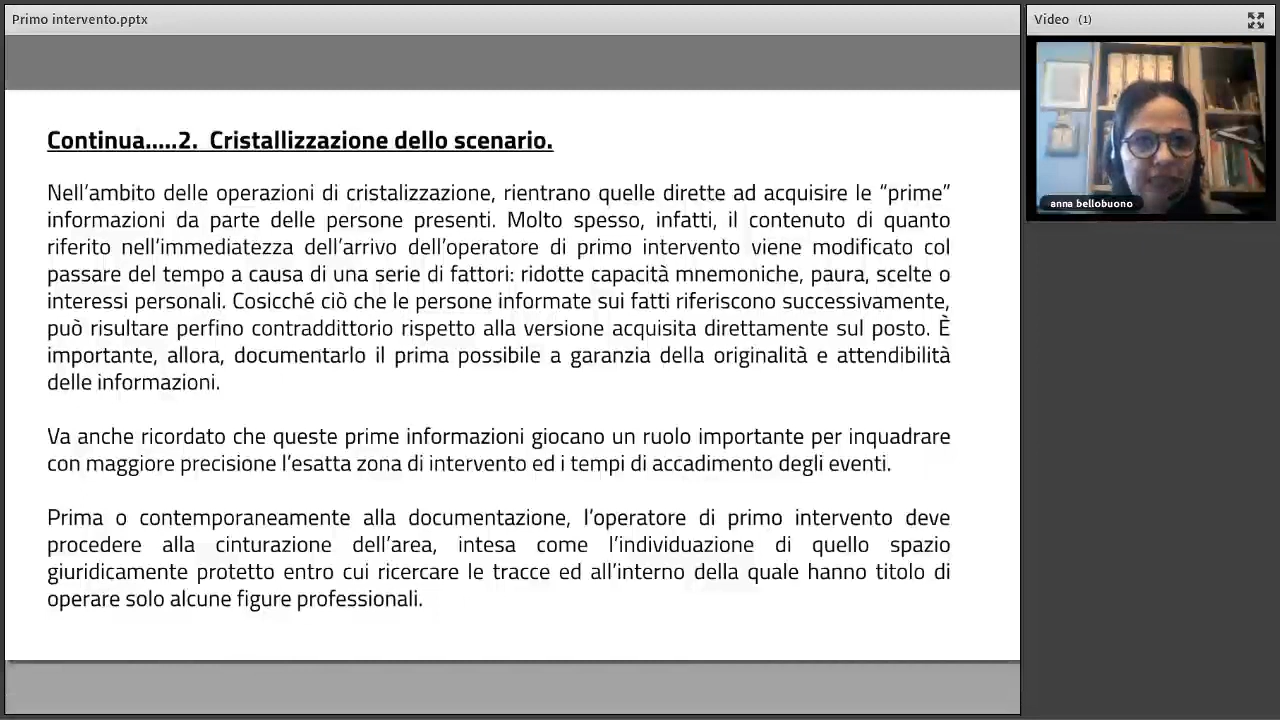 Primo intervento.pptx
Video (1)
anna bellobuono
Continua.....2. Cristallizzazione dello scenario.
Nell'ambito delle operazioni di cristalizzazione, rientrano quelle dirette ad acquisire le “prime”
informazioni da parte delle persone presenti. Molto spesso, infatti, il contenuto di quanto
riferito nell'immediatezza dell'arrivo dell'operatore di primo intervento viene modificato col
passare del tempo a causa di una serie di fattori: ridotte capacità mnemoniche, paura, scelte o
interessi personali. Cosicché ciò che le persone informate sui fatti riferiscono successivamente,
può risultare perfino contraddittorio rispetto alla versione acquisita direttamente sul posto. È
importante, allora, documentarlo il prima possibile a garanzia della originalità e attendibilità
delle informazioni.
Va anche ricordato che queste prime informazioni giocano un ruolo importante per inquadrare
con maggiore precisione l'esatta zona di intervento ed i tempi di accadimento degli eventi.
Prima o contemporaneamente alla documentazione, l'operatore di primo intervento deve
procedere alla cinturazione dell'area, intesa come l'individuazione di quello spazio
giuridicamente protetto entro cui ricercare le tracce ed all'interno della quale hanno titolo di
operare solo alcune figure professionali.